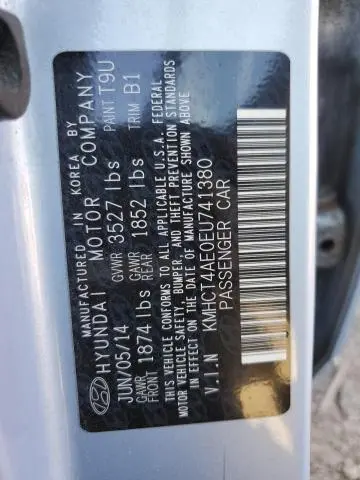 MANUFACTURED IN KOREA BY
HYUNDAI MOTOR COMPANY
JUN/05/14 GVWR 3527 lbs PAINT T9U
GAWR FRONT 1874 lbs GAWR REAR 1852 lbs TRIM B1
THIS VEHICLE CONFORMS TO ALL APPLICABLE U.S.A. FEDERAL
MOTOR VEHICLE SAFETY, BUMPER, AND THEFT PREVENTION STANDARDS
IN EFFECT ON THE DATE OF MANUFACTURE SHOWN ABOVE
V.I.N KMHCT4AE0EU741380
PASSENGER CAR